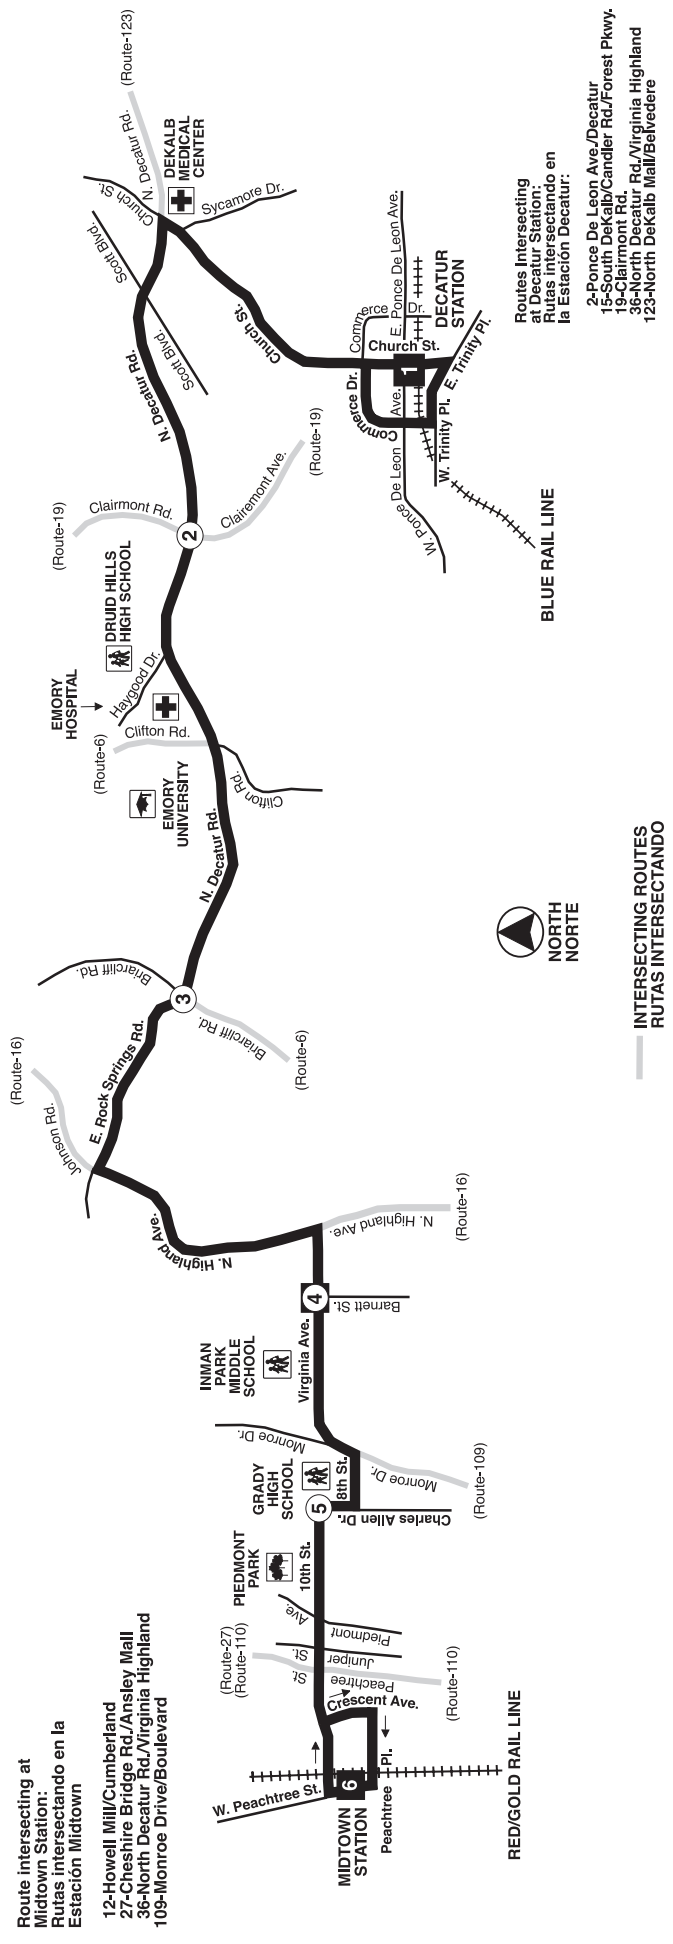 Route intersecting at
Midtown Station:
Rutas intersectando en la
Estación Midtown
12-Howell Mill/Cumberland
27-Cheshire Bridge Rd./Ansley Mall
36-North Decatur Rd./Virginia Highland
109-Monroe Drive/Boulevard
W. Peachtree St.
6
MIDTOWN
STATION
Peachtree Pl.
RED/GOLD RAIL LINE
Crescent Ave.
(Route-27)
(Route-110)
Peachtree St.
(Route-110)
Juniper St.
Piedmont Ave.
PIEDMONT
PARK
10th St.
5
GRADY
HIGH
SCHOOL
8th St.
Charles Allen Dr.
Monroe Dr.
Monroe Dr.
(Route-109)
INMAN
PARK
MIDDLE
SCHOOL
Virginia Ave.
4
Barnett St.
N. Highland Ave.
(Route-16)
N. Highland Ave.
Johnson Rd.
(Route-16)
E. Rock Springs Rd.
3
Briarcliff Rd.
Briarcliff Rd.
(Route-6)
N. Decatur Rd.
EMORY
UNIVERSITY
(Route-6)
Clifton Rd.
Clifton Rd.
EMORY
HOSPITAL
Haygood Dr.
DRUID HILLS
HIGH SCHOOL
(Route-19)
Clairmont Rd.
2
Clairemont Ave.
(Route-19)
N. Decatur Rd.
Scott Blvd.
Scott Blvd.
Church St.
N. Decatur Rd.
(Route-123)
DEKALB
MEDICAL
CENTER
Sycamore Dr.
Church St.
Commerce Dr.
E. Ponce De Leon Ave.
Church St.
DECATUR
STATION
1
Commerce Dr.
Commerce
W. Ponce De Leon Ave.
W. Trinity Pl.
E. Trinity Pl.
BLUE RAIL LINE
NORTH
NORTE
INTERSECTING ROUTES
RUTAS INTERSECTANDO
Routes Intersecting
at Decatur Station:
Rutas intersectando en
la Estación Decatur:
2-Ponce De Leon Ave./Decatur
15-South DeKalb/Candler Rd./Forest Pkwy.
19-Clairmont Rd.
36-North Decatur Rd./Virginia Highland
123-North DeKalb Mall/Belvedere